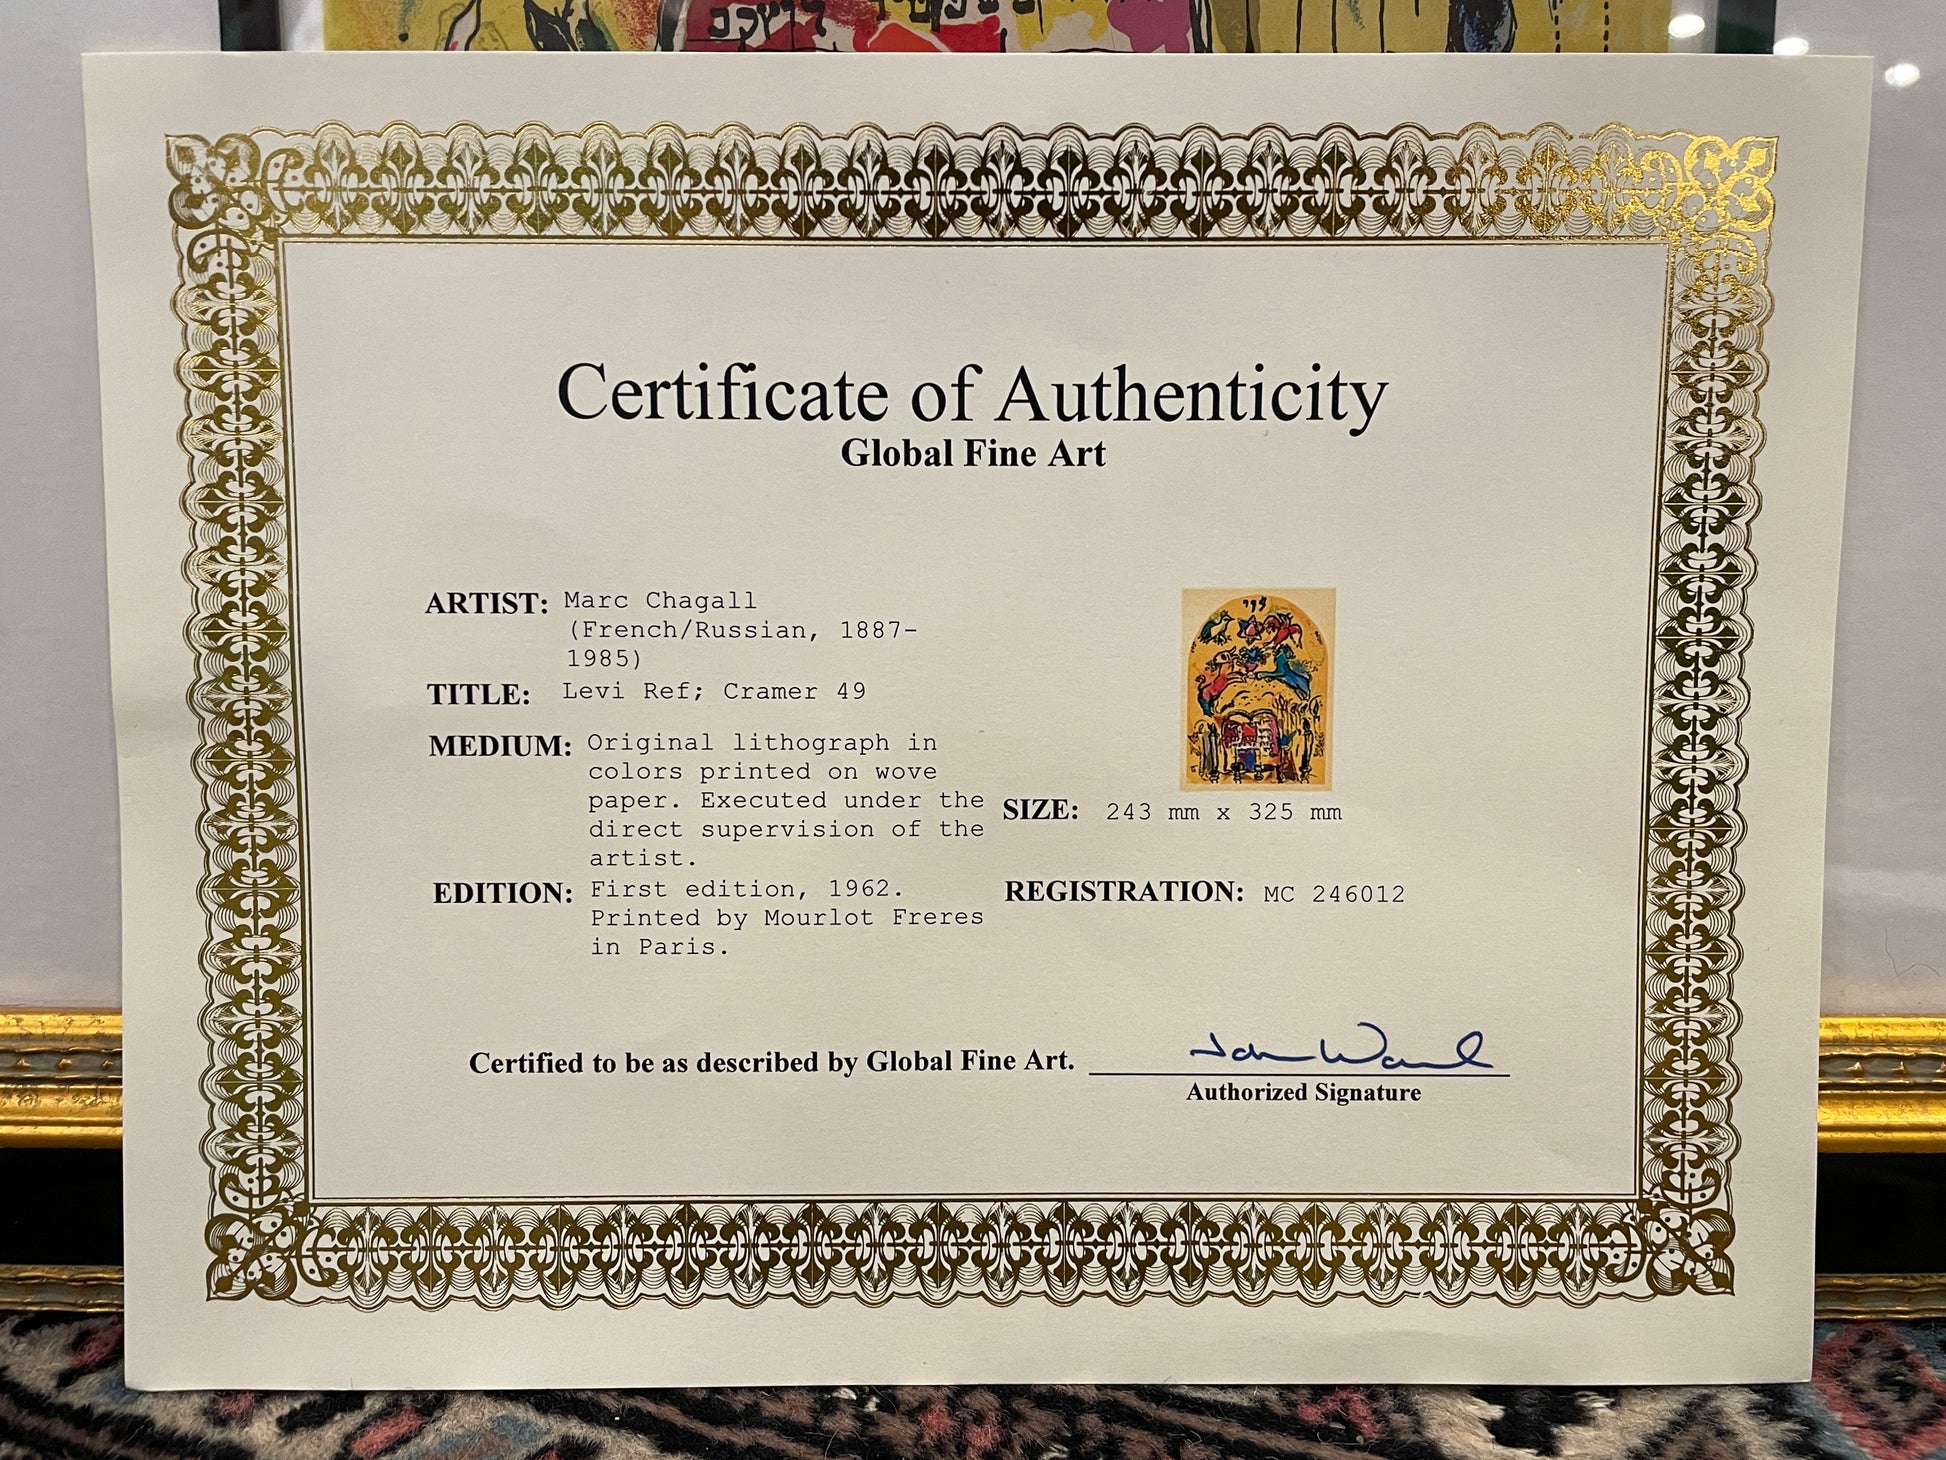 Certificate of Authenticity
Global Fine Art
ARTIST: Marc Chagall
(French/Russian, 1887-
1985)
TITLE: Levi Ref; Cramer 49
MEDIUM: Original lithograph in
colors printed on wove
paper. Executed under the
direct supervision of the
artist.
SIZE: 243 mm x 325 mm
EDITION: First edition, 1962.
Printed by Mourlot Freres
in Paris.
REGISTRATION: MC 246012
Certified to be as described by Global Fine Art.
Authorized Signature